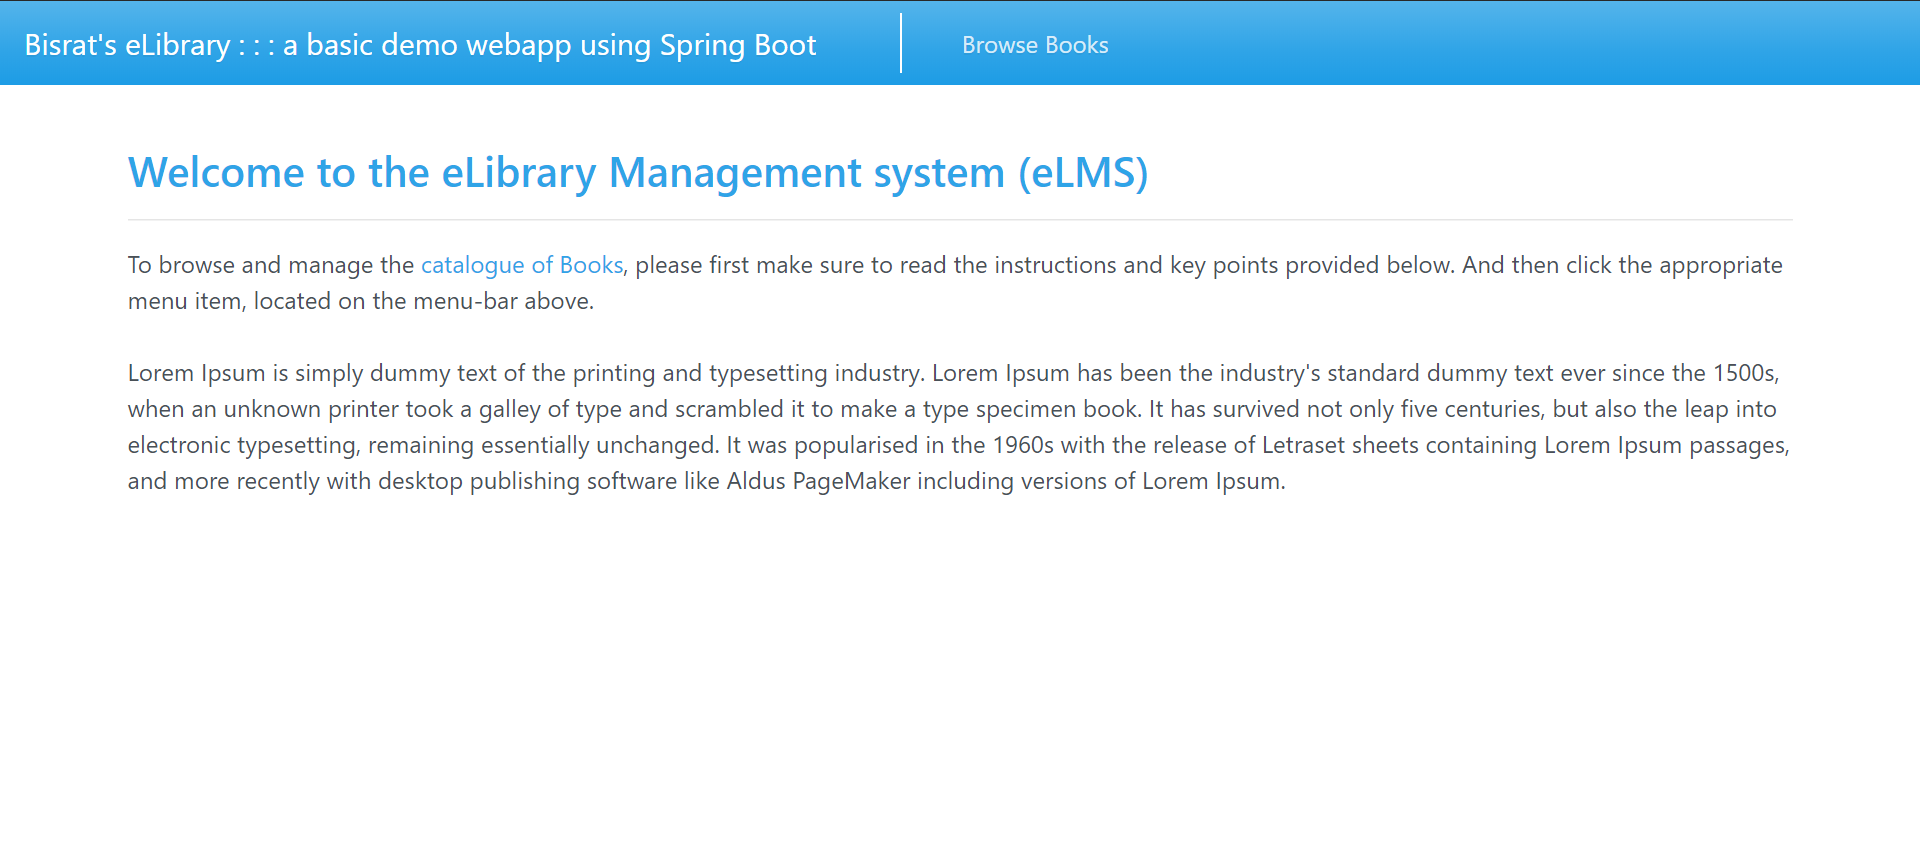 Bisrat's eLibrary : : : a basic demo webapp using Spring Boot
Browse Books
Welcome to the eLibrary Management system (eLMS)
To browse and manage the catalogue of Books, please first make sure to read the instructions and key points provided below. And then click the appropriate
menu item, located on the menu-bar above.
Lorem Ipsum is simply dummy text of the printing and typesetting industry. Lorem Ipsum has been the industry's standard dummy text ever since the 1500s,
when an unknown printer took a galley of type and scrambled it to make a type specimen book. It has survived not only five centuries, but also the leap into
electronic typesetting, remaining essentially unchanged. It was popularised in the 1960s with the release of Letraset sheets containing Lorem Ipsum passages,
and more recently with desktop publishing software like Aldus PageMaker including versions of Lorem Ipsum.